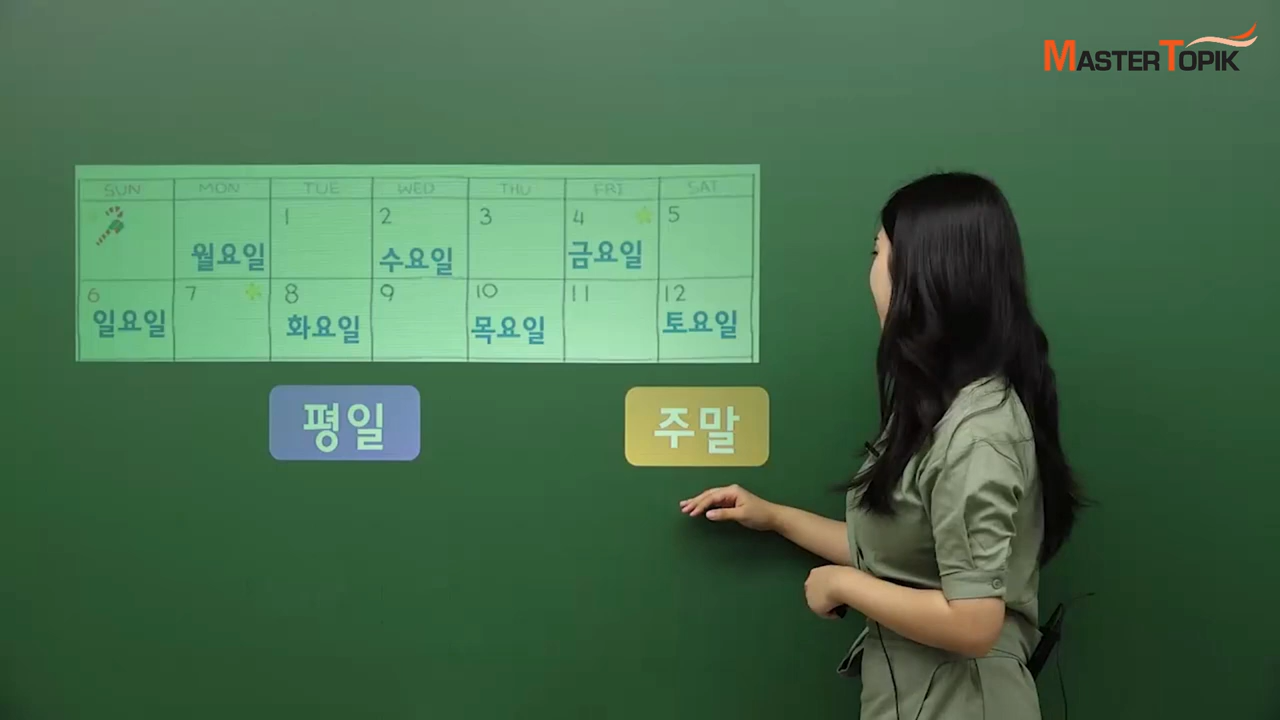 MASTERTOPIK
SUN MON TUE WED THU FRI SAT
1 2 3 4 5
월요일 수요일 금요일
6 7 8 9 10 11 12
일요일 화요일 목요일 토요일
평일 주말